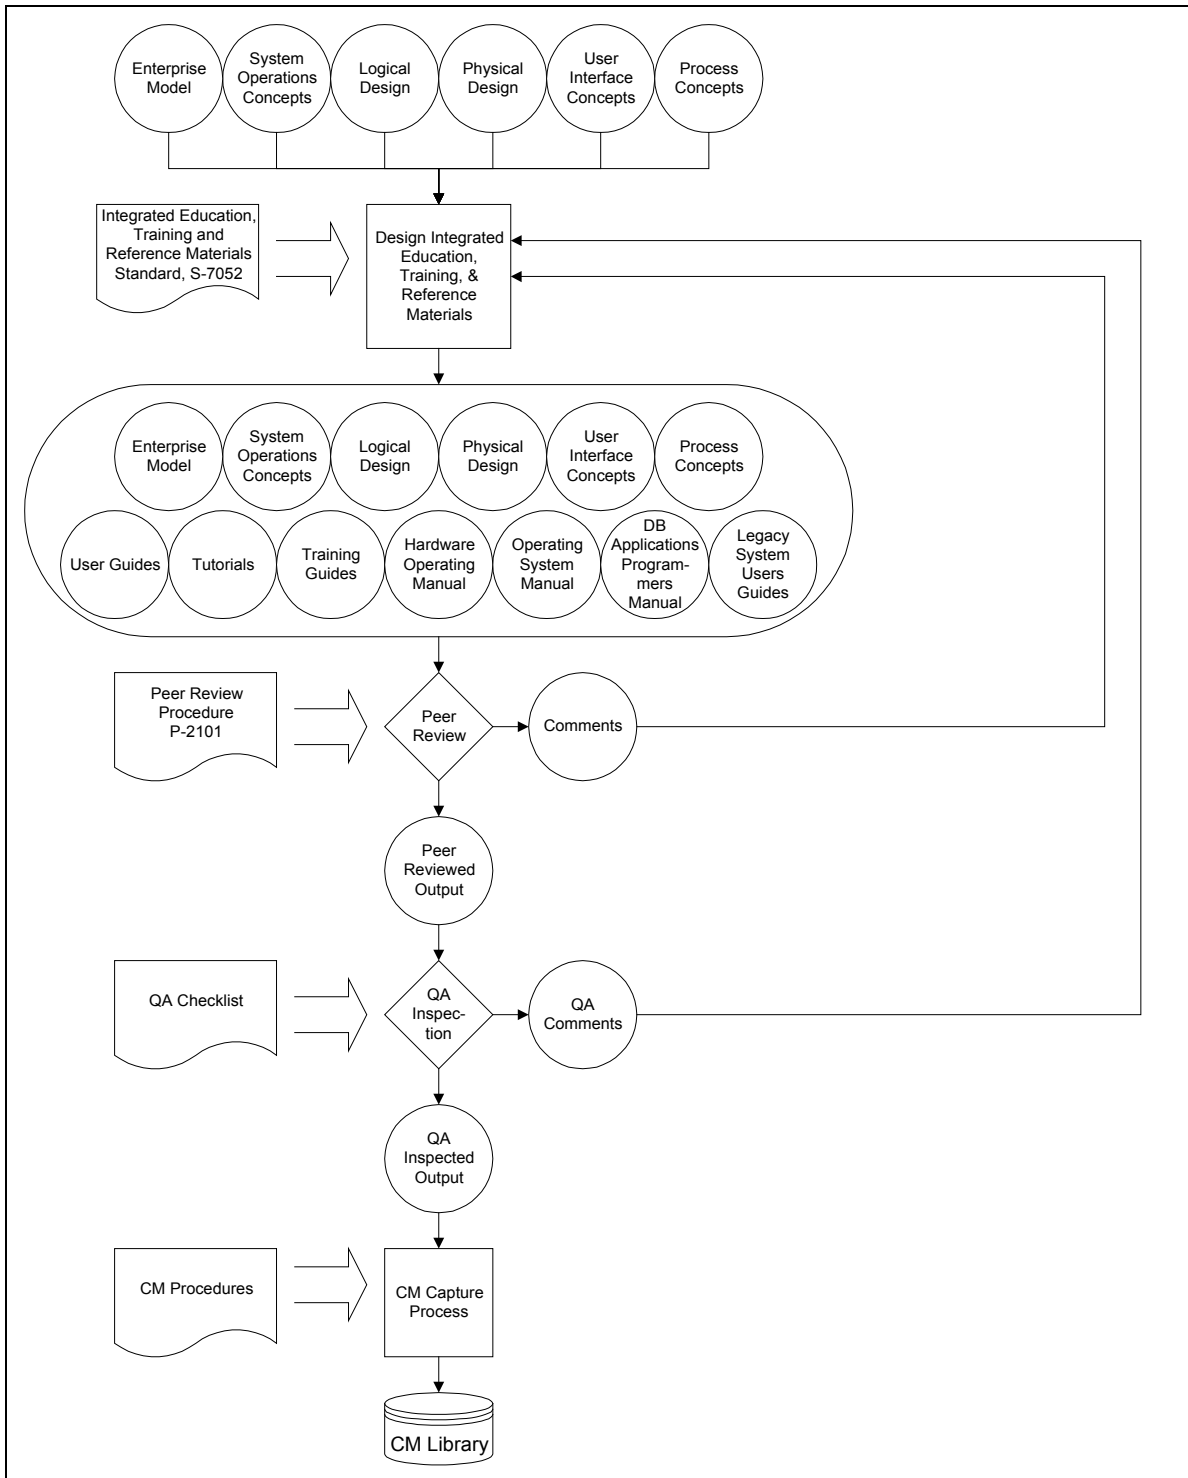 Enterprise
Model
System
Operations
Concepts
Logical
Design
Physical
Design
User
Interface
Concepts
Process
Concepts
Integrated Education,
Training and
Reference Materials
Standard, S-7052
Design Integrated
Education,
Training, &
Reference
Materials
Enterprise
Model
System
Operations
Concepts
Logical
Design
Physical
Design
User
Interface
Concepts
Process
Concepts
User Guides
Tutorials
Training
Guides
Hardware
Operating
Manual
Operating
System
Manual
DB
Applications
Program-
mers
Manual
Legacy
System
Users
Guides
Peer Review
Procedure
P-2101
Peer
Review
Comments
Peer
Reviewed
Output
QA Checklist
QA
Inspec-
tion
QA
Comments
QA
Inspected
Output
CM Procedures
CM Capture
Process
CM Library